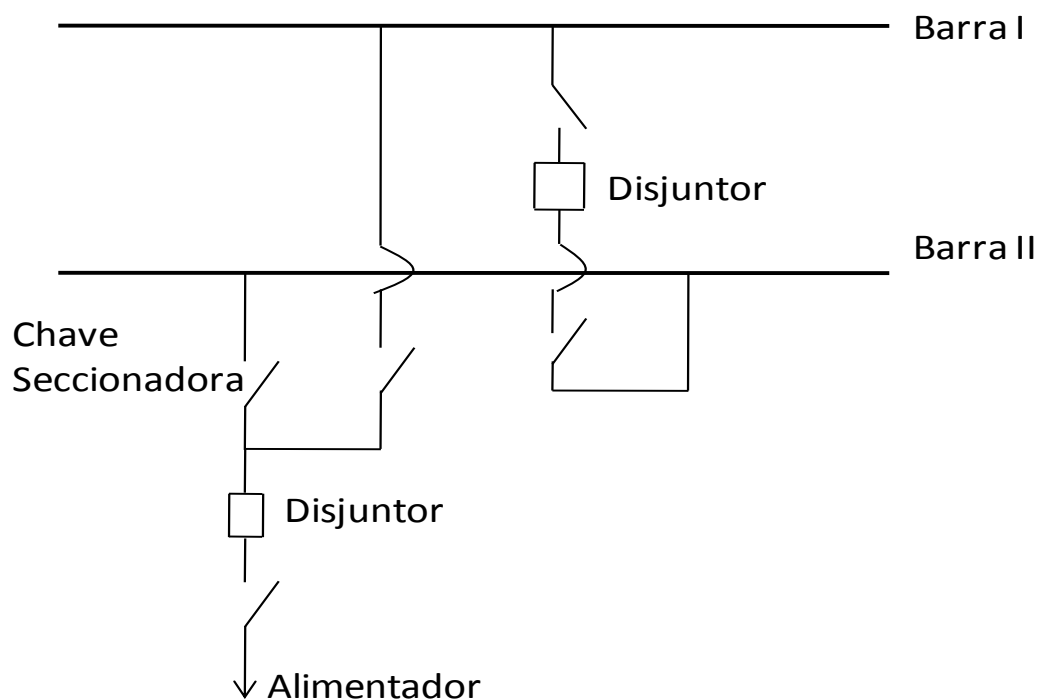 Barra I
Disjuntor
Barra II
Chave
Seccionadora
Disjuntor
Alimentador